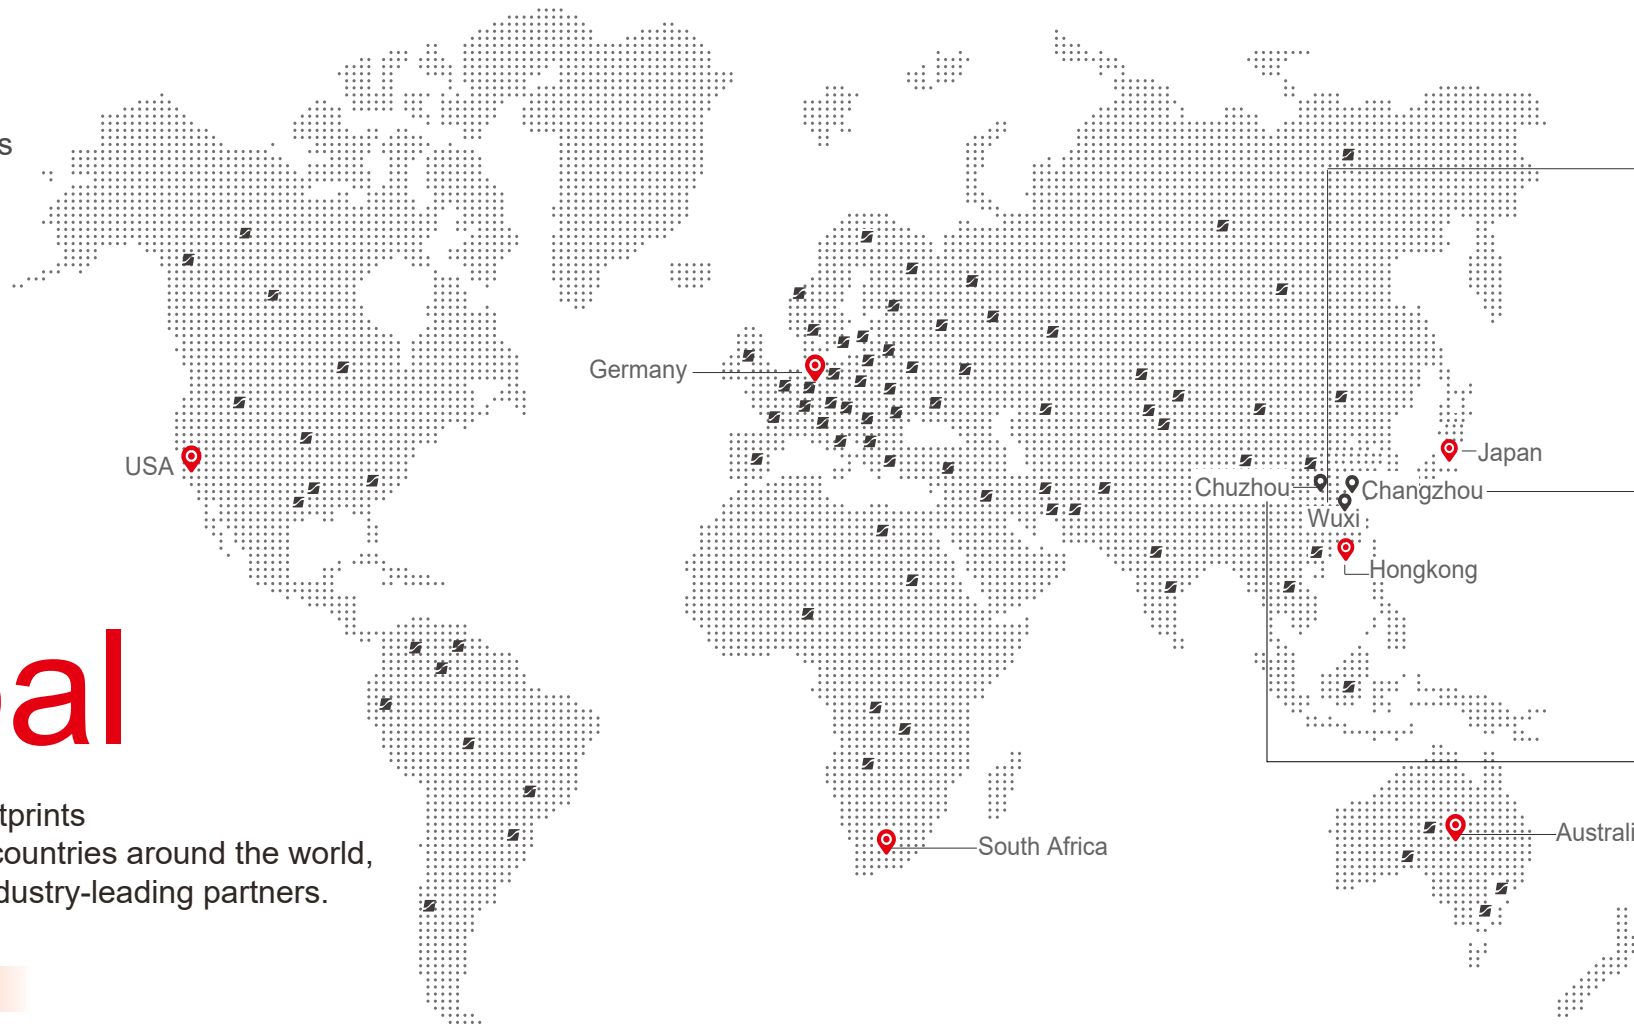 s
Germany
USA
Japan
Chuzhou
Changzhou
Wuxi
Hongkong
al
tprints
countries around the world,
dustry-leading partners.
South Africa
Australi